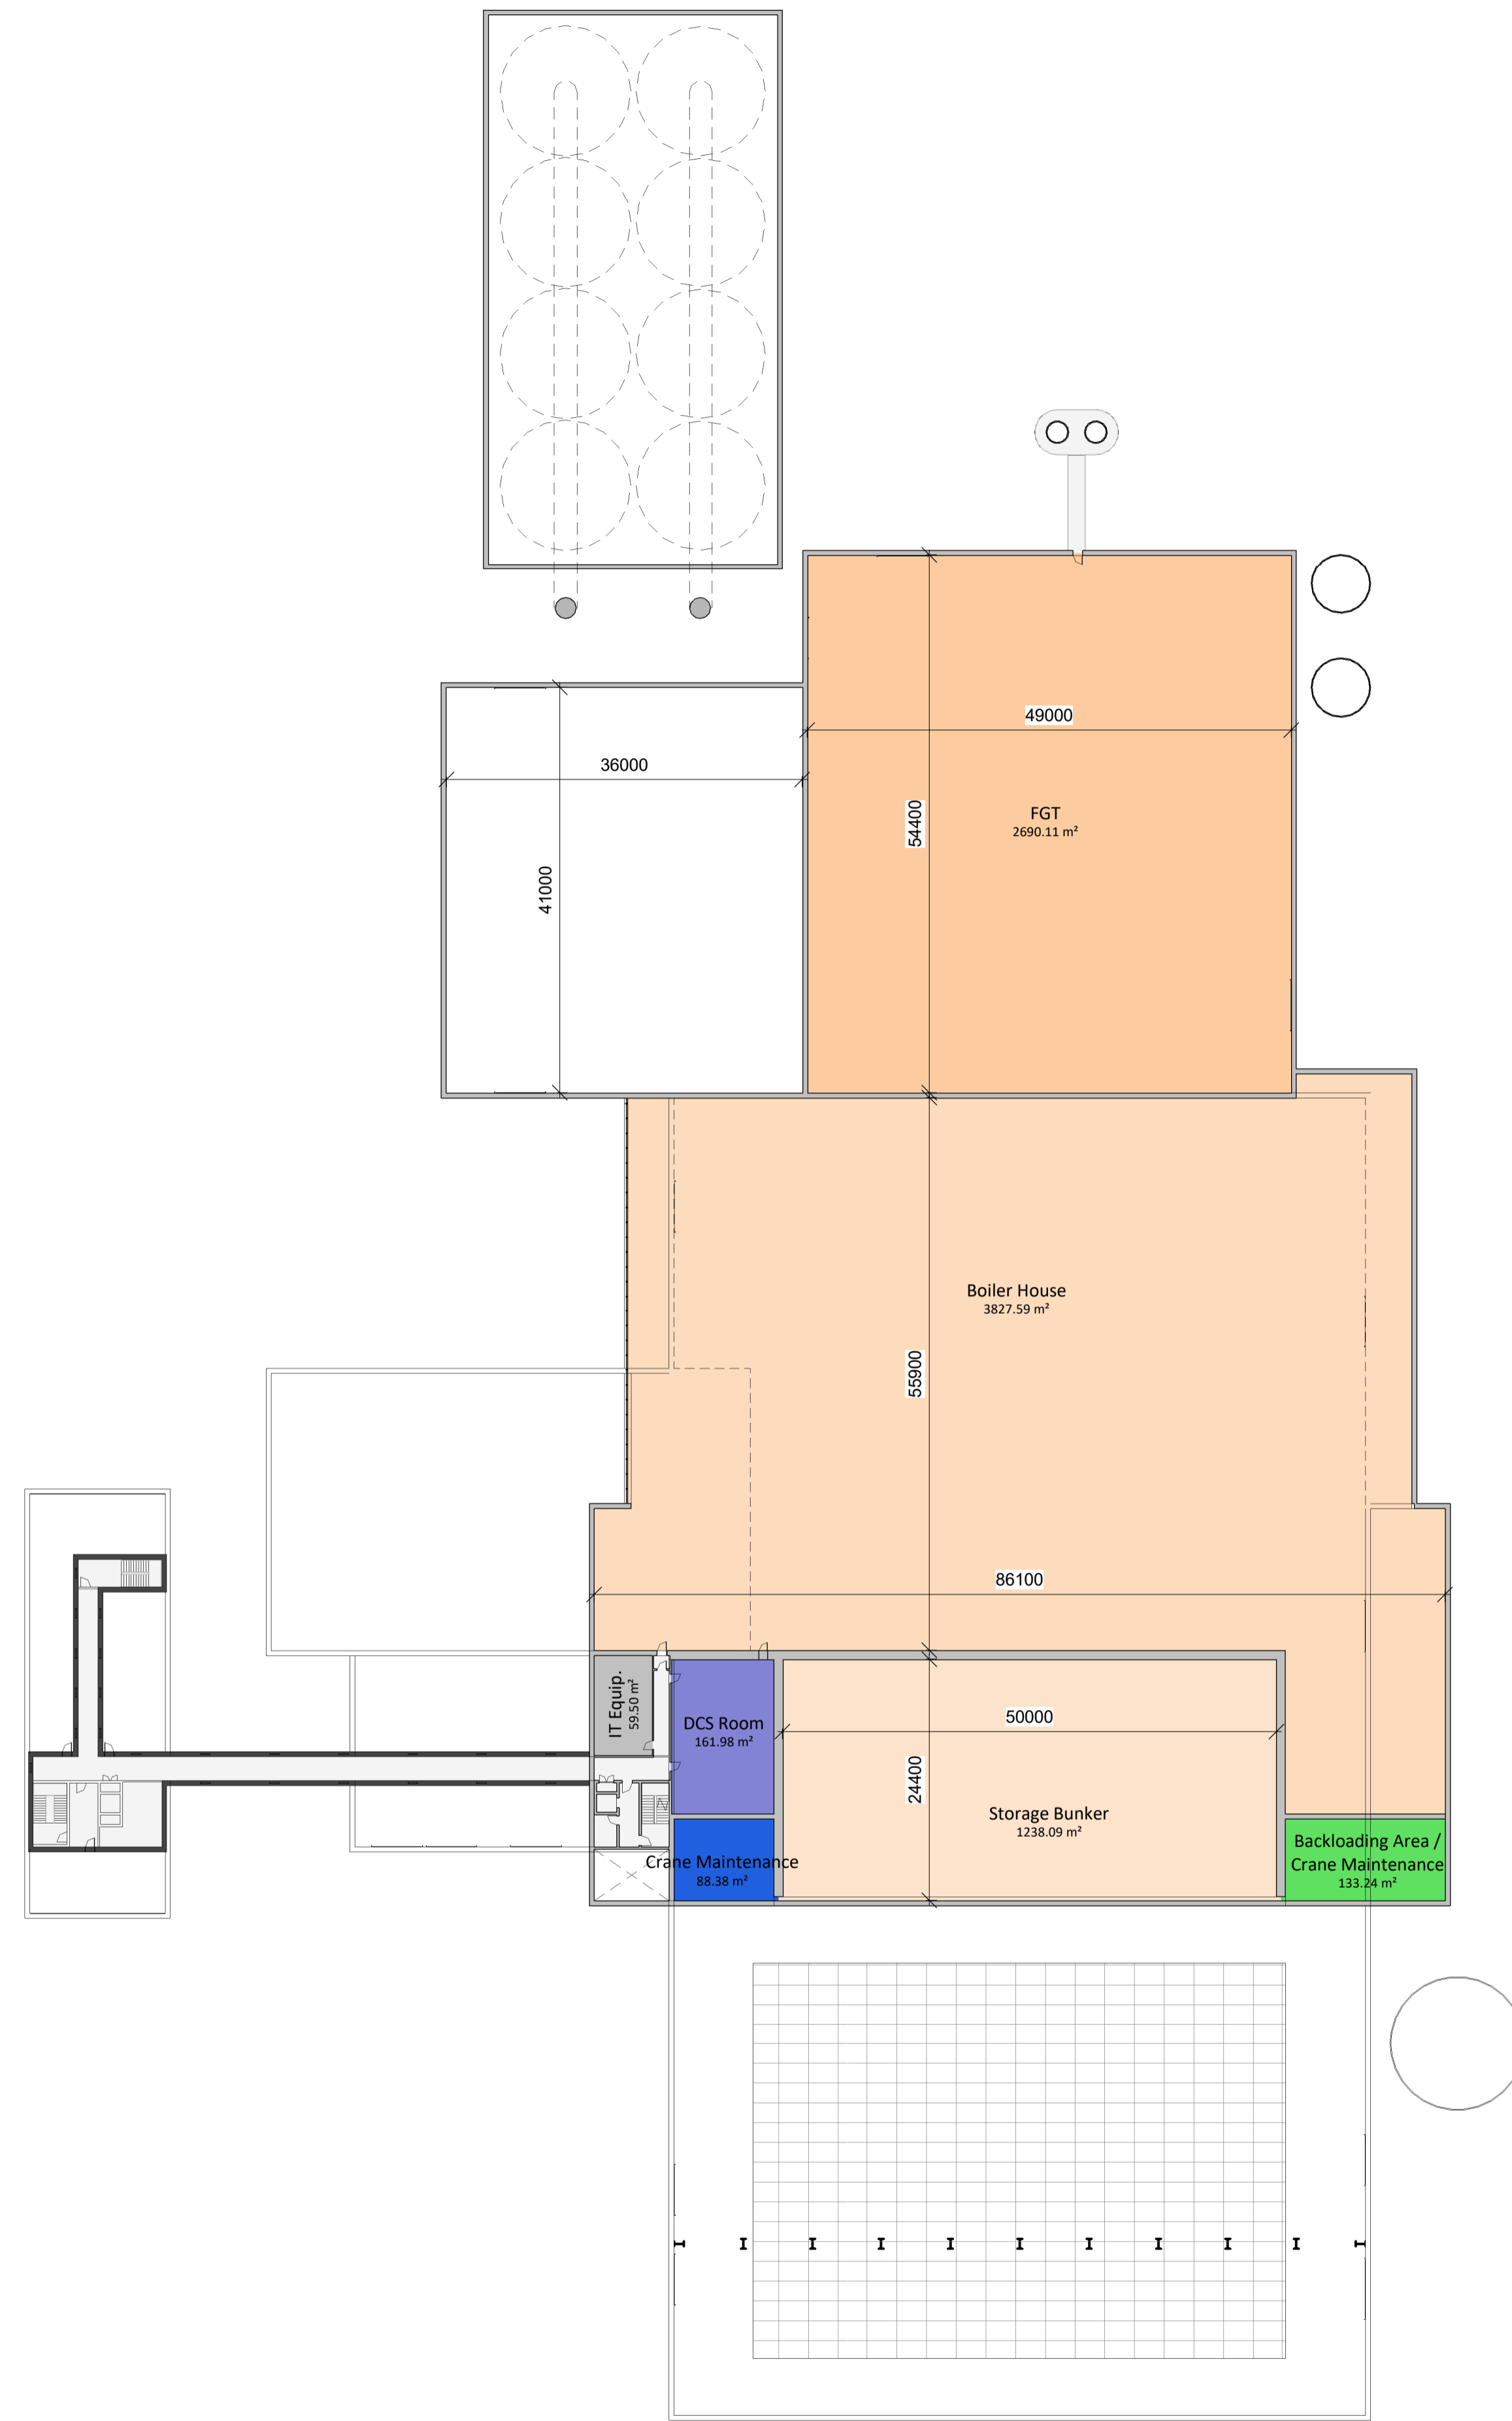 49000
36000
54400
FGT
2690.11 m²
41000
Boiler House
3827.59 m²
55900
86100
IT Equip.
59.50 m²
DCS Room
161.98 m²
50000
24400
Storage Bunker
1238.09 m²
Crane Maintenance
88.38 m²
Backloading Area /
Crane Maintenance
133.24 m²